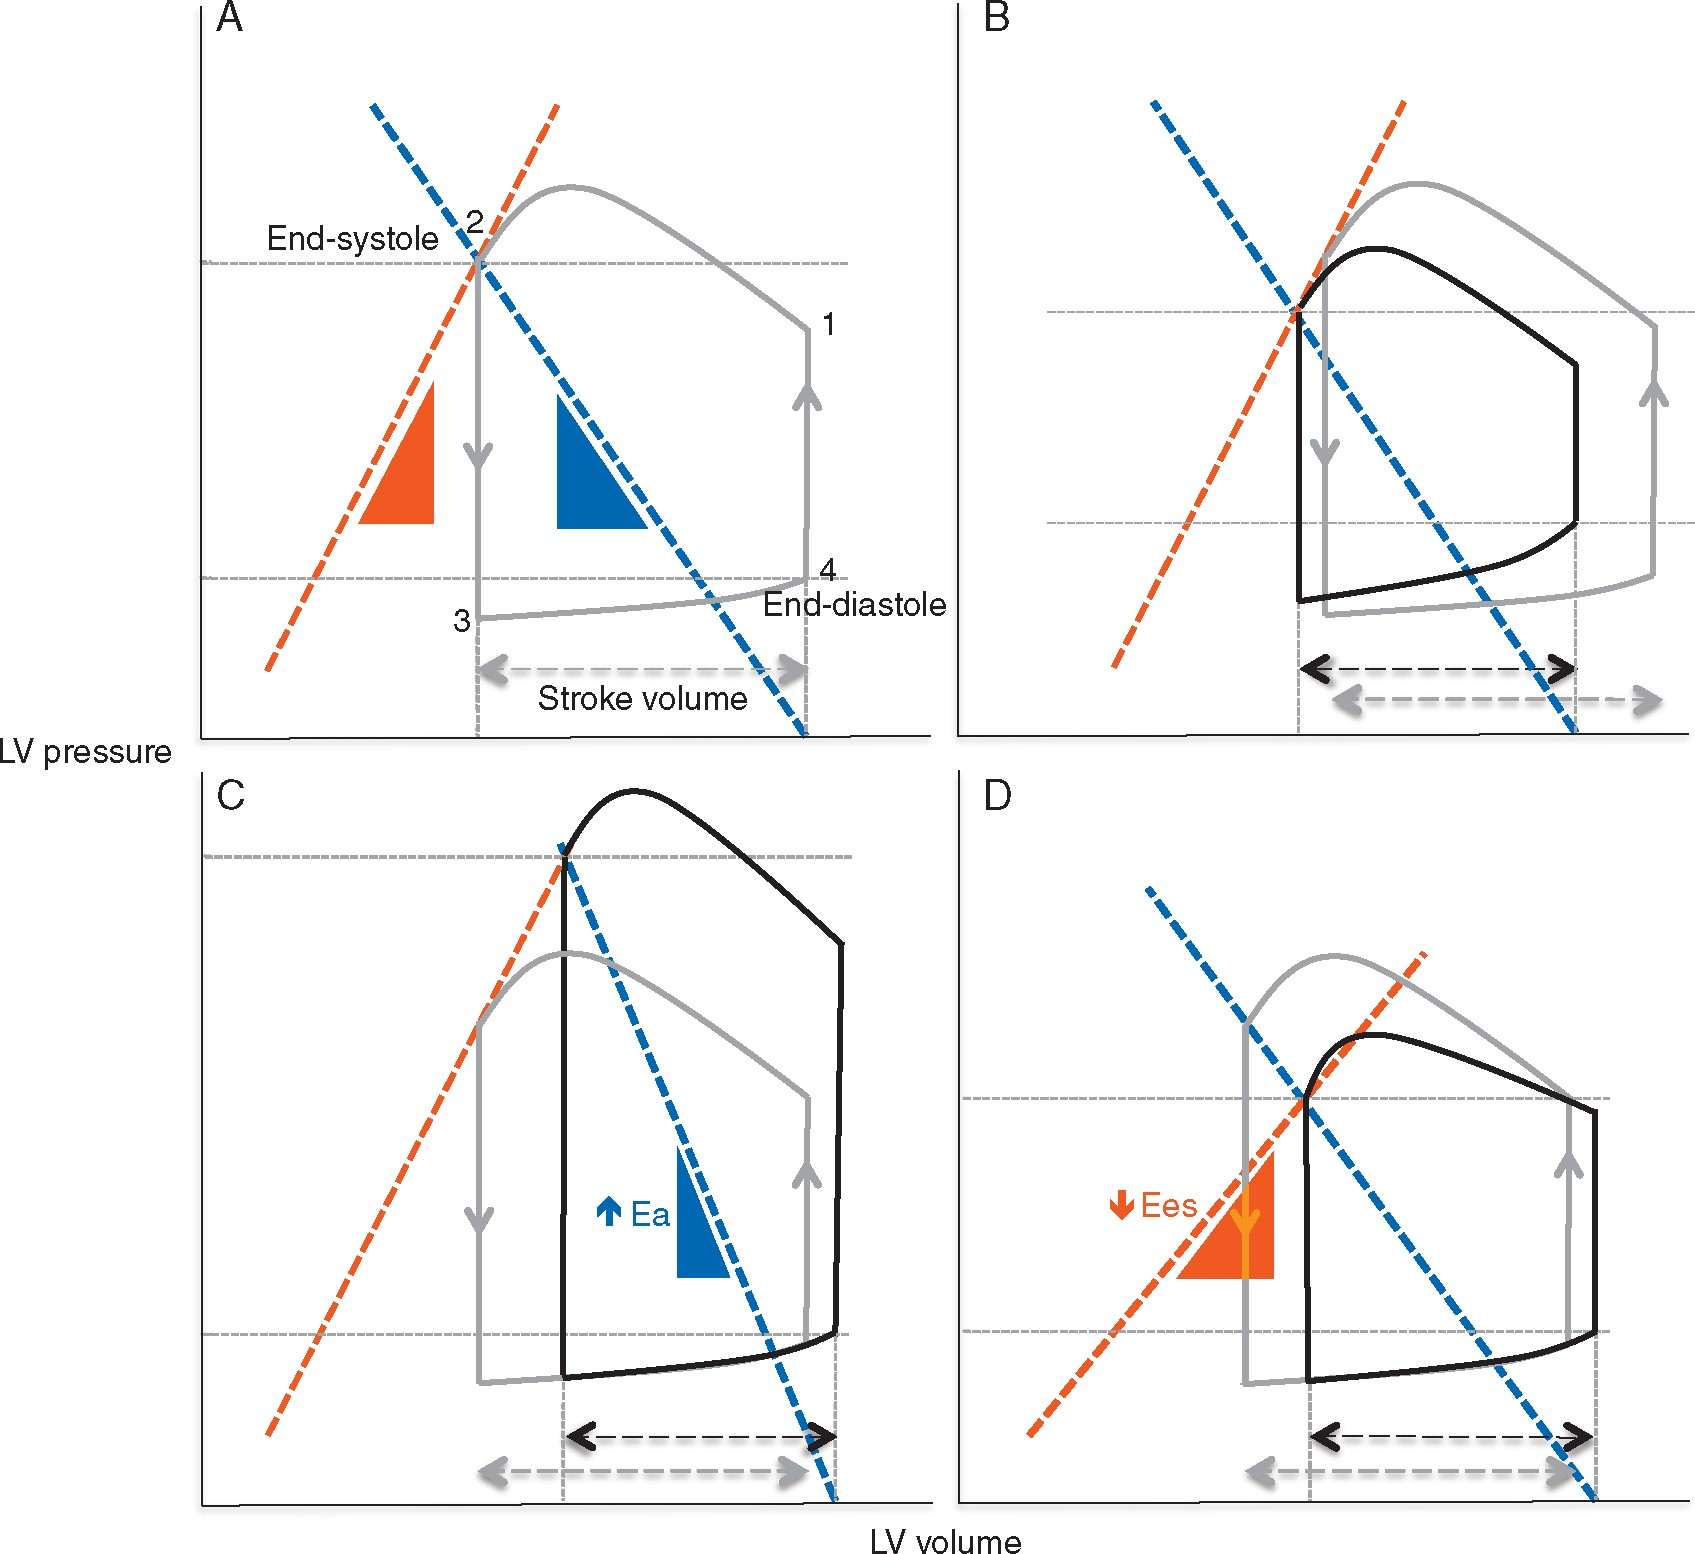 A
B
2
End-systole
1
4
End-diastole
3
Stroke volume
LV pressure
C
D
Ea
Ees
LV volume